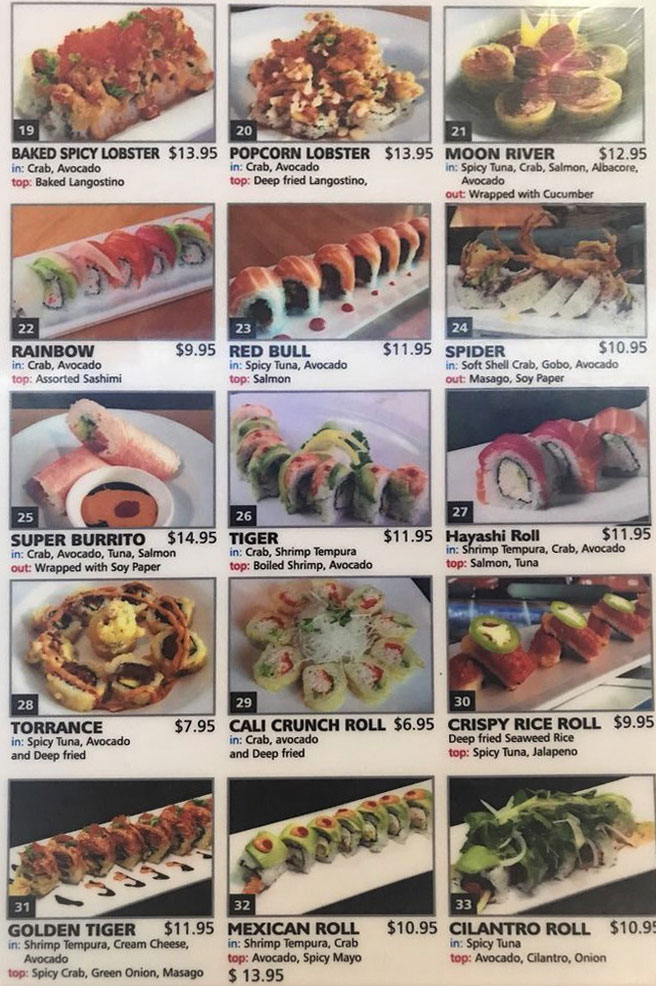 19
BAKED SPICY LOBSTER $13.95
in: Crab, Avocado
top: Baked Langostino
20
POPCORN LOBSTER $13.95
in: Crab, Avocado
top: Deep fried Langostino,
21
MOON RIVER $12.95
in: Spicy Tuna, Crab, Salmon, Albacore,
Avocado
out: Wrapped with Cucumber
22
RAINBOW $9.95
in: Crab, Avocado
top: Assorted Sashimi
23
RED BULL $11.95
in: Spicy Tuna, Avocado
top: Salmon
24
SPIDER $10.95
in: Soft Shell Crab, Gobo, Avocado
out: Masago, Soy Paper
25
SUPER BURRITO $14.95
in: Crab, Avocado, Tuna, Salmon
out: Wrapped with Soy Paper
26
TIGER $11.95
in: Crab, Shrimp Tempura
top: Boiled Shrimp, Avocado
27
Hayashi Roll $11.95
in: Shrimp Tempura, Crab, Avocado
top: Salmon, Tuna
28
TORRANCE $7.95
in: Spicy Tuna, Avocado
and Deep fried
29
CALI CRUNCH ROLL $6.95
in: Crab, avocado
and Deep fried
30
CRISPY RICE ROLL $9.95
Deep fried Seaweed Rice
top: Spicy Tuna, Jalapeno
31
GOLDEN TIGER $11.95
in: Shrimp Tempura, Cream Cheese,
Avocado
top: Spicy Crab, Green Onion, Masago
32
MEXICAN ROLL $10.95
in: Shrimp Tempura, Crab
top: Avocado, Spicy Mayo
$ 13.95
33
CILANTRO ROLL $10.95
in: Spicy Tuna
top: Avocado, Cilantro, Onion